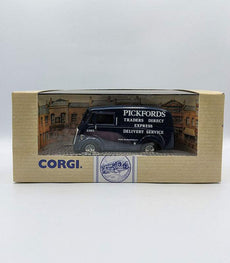 PICKFORDS
TRADERS DIRECT
EXPRESS
DELIVERY SERVICE
CORGI